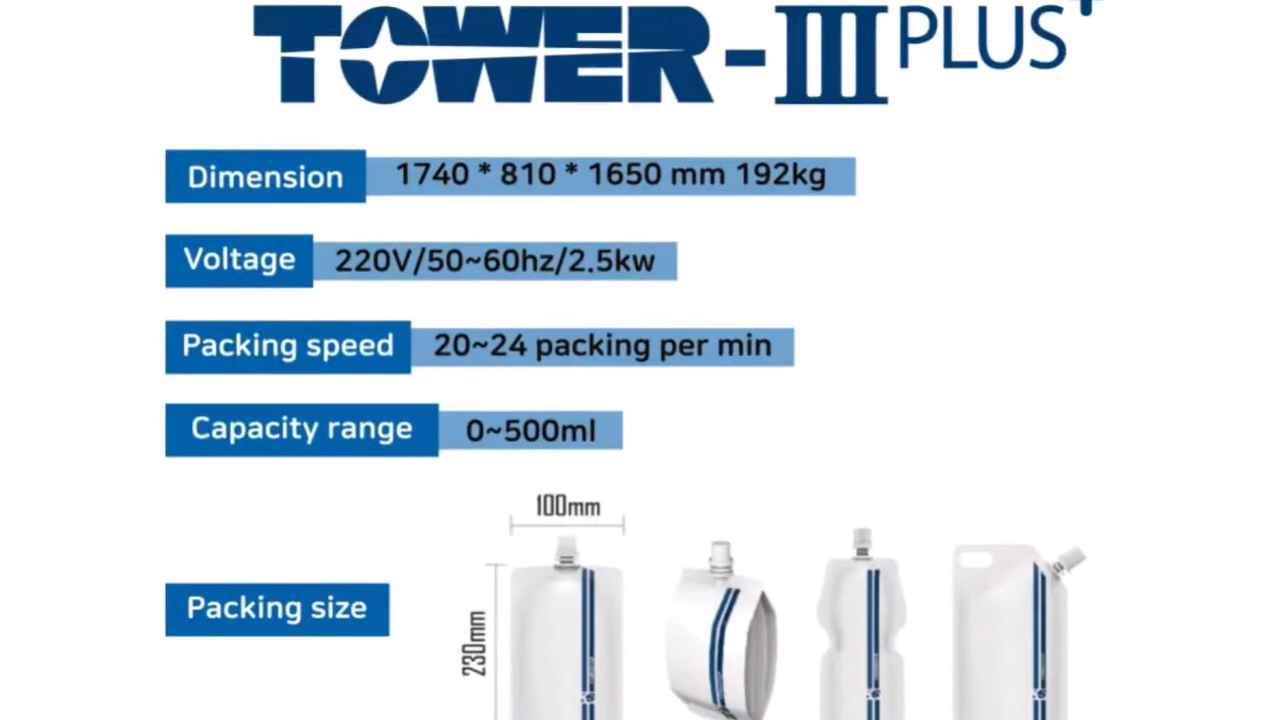 TOWER-III PLUS+
Dimension 1740 * 810 * 1650 mm 192kg
Voltage 220V/50~60hz/2.5kw
Packing speed 20~24 packing per min
Capacity range 0~500ml
100mm
Packing size
230mm